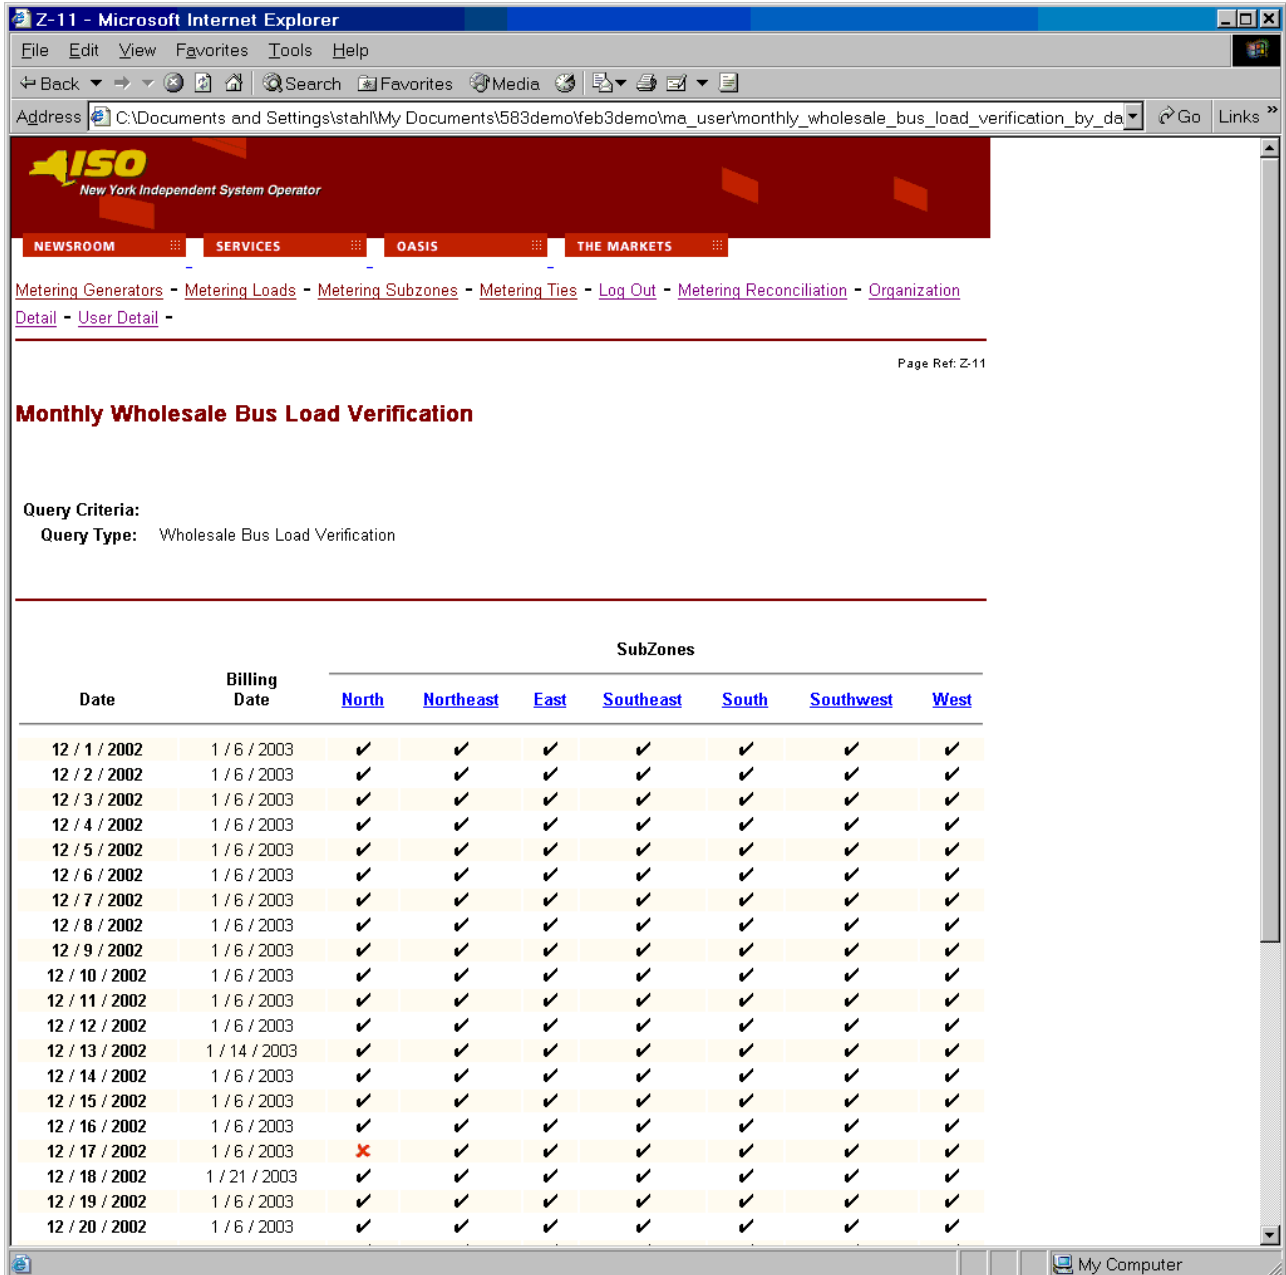 Z-11 - Microsoft Internet Explorer
File Edit View Favorites Tools Help
Back Search Favorites Media
Address C:\Documents and Settings\stahl\My Documents\583demo\feb3demo\ma_user\monthly_wholesale_bus_load_verification_by_da Go Links »
ISO
New York Independent System Operator
NEWSROOM SERVICES OASIS THE MARKETS
Metering Generators - Metering Loads - Metering Subzones - Metering Ties - Log Out - Metering Reconciliation - Organization
Detail - User Detail -
Page Ref: Z-11
Monthly Wholesale Bus Load Verification
Query Criteria:
Query Type: Wholesale Bus Load Verification
SubZones
Billing
Date Date North Northeast East Southeast South Southwest West
12 / 1 / 2002 1 / 6 / 2003 ✔ ✔ ✔ ✔ ✔ ✔ ✔
12 / 2 / 2002 1 / 6 / 2003 ✔ ✔ ✔ ✔ ✔ ✔ ✔
12 / 3 / 2002 1 / 6 / 2003 ✔ ✔ ✔ ✔ ✔ ✔ ✔
12 / 4 / 2002 1 / 6 / 2003 ✔ ✔ ✔ ✔ ✔ ✔ ✔
12 / 5 / 2002 1 / 6 / 2003 ✔ ✔ ✔ ✔ ✔ ✔ ✔
12 / 6 / 2002 1 / 6 / 2003 ✔ ✔ ✔ ✔ ✔ ✔ ✔
12 / 7 / 2002 1 / 6 / 2003 ✔ ✔ ✔ ✔ ✔ ✔ ✔
12 / 8 / 2002 1 / 6 / 2003 ✔ ✔ ✔ ✔ ✔ ✔ ✔
12 / 9 / 2002 1 / 6 / 2003 ✔ ✔ ✔ ✔ ✔ ✔ ✔
12 / 10 / 2002 1 / 6 / 2003 ✔ ✔ ✔ ✔ ✔ ✔ ✔
12 / 11 / 2002 1 / 6 / 2003 ✔ ✔ ✔ ✔ ✔ ✔ ✔
12 / 12 / 2002 1 / 6 / 2003 ✔ ✔ ✔ ✔ ✔ ✔ ✔
12 / 13 / 2002 1 / 14 / 2003 ✔ ✔ ✔ ✔ ✔ ✔ ✔
12 / 14 / 2002 1 / 6 / 2003 ✔ ✔ ✔ ✔ ✔ ✔ ✔
12 / 15 / 2002 1 / 6 / 2003 ✔ ✔ ✔ ✔ ✔ ✔ ✔
12 / 16 / 2002 1 / 6 / 2003 ✔ ✔ ✔ ✔ ✔ ✔ ✔
12 / 17 / 2002 1 / 6 / 2003 ✘ ✔ ✔ ✔ ✔ ✔ ✔
12 / 18 / 2002 1 / 21 / 2003 ✔ ✔ ✔ ✔ ✔ ✔ ✔
12 / 19 / 2002 1 / 6 / 2003 ✔ ✔ ✔ ✔ ✔ ✔ ✔
12 / 20 / 2002 1 / 6 / 2003 ✔ ✔ ✔ ✔ ✔ ✔ ✔
My Computer